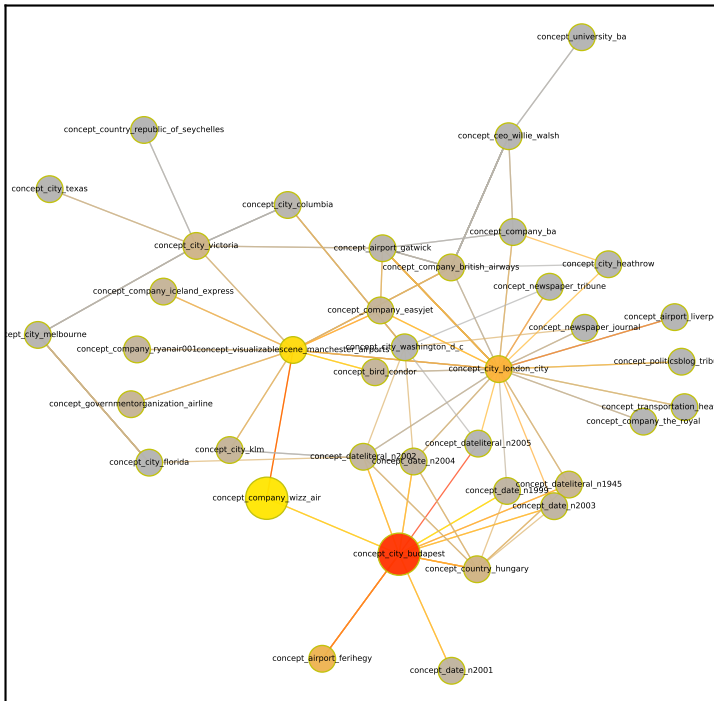 concept_university_ba
concept_country_republic_of_seychelles
concept_ceo_willie_walsh
concept_city_texas
concept_city_columbia
concept_company_ba
concept_city_victoria
concept_airport_gatwick
concept_company_british_airways
concept_city_heathrow
concept_company_iceland_express
concept_newspaper_tribune
concept_company_easyjet
concept_airport_liverp
concept_newspaper_journal
cept_city_melbourne
concept_company_ryanair001
concept_visualizablescene_manchester_airport
concept_city_washington_d_c
concept_politicsblog_tribu
concept_bird_condor
concept_city_london_city
concept_governmentorganization_airline
concept_transportation_hea
concept_company_the_royal
concept_city_klm
concept_dateliteral_n2005
concept_dateliteral_n2002
concept_date_n2004
concept_city_florida
concept_dateliteral_n1945
concept_date_n1999
concept_company_wizz_air
concept_date_n2003
concept_city_budapest
concept_country_hungary
concept_airport_ferihegy
concept_date_n2001